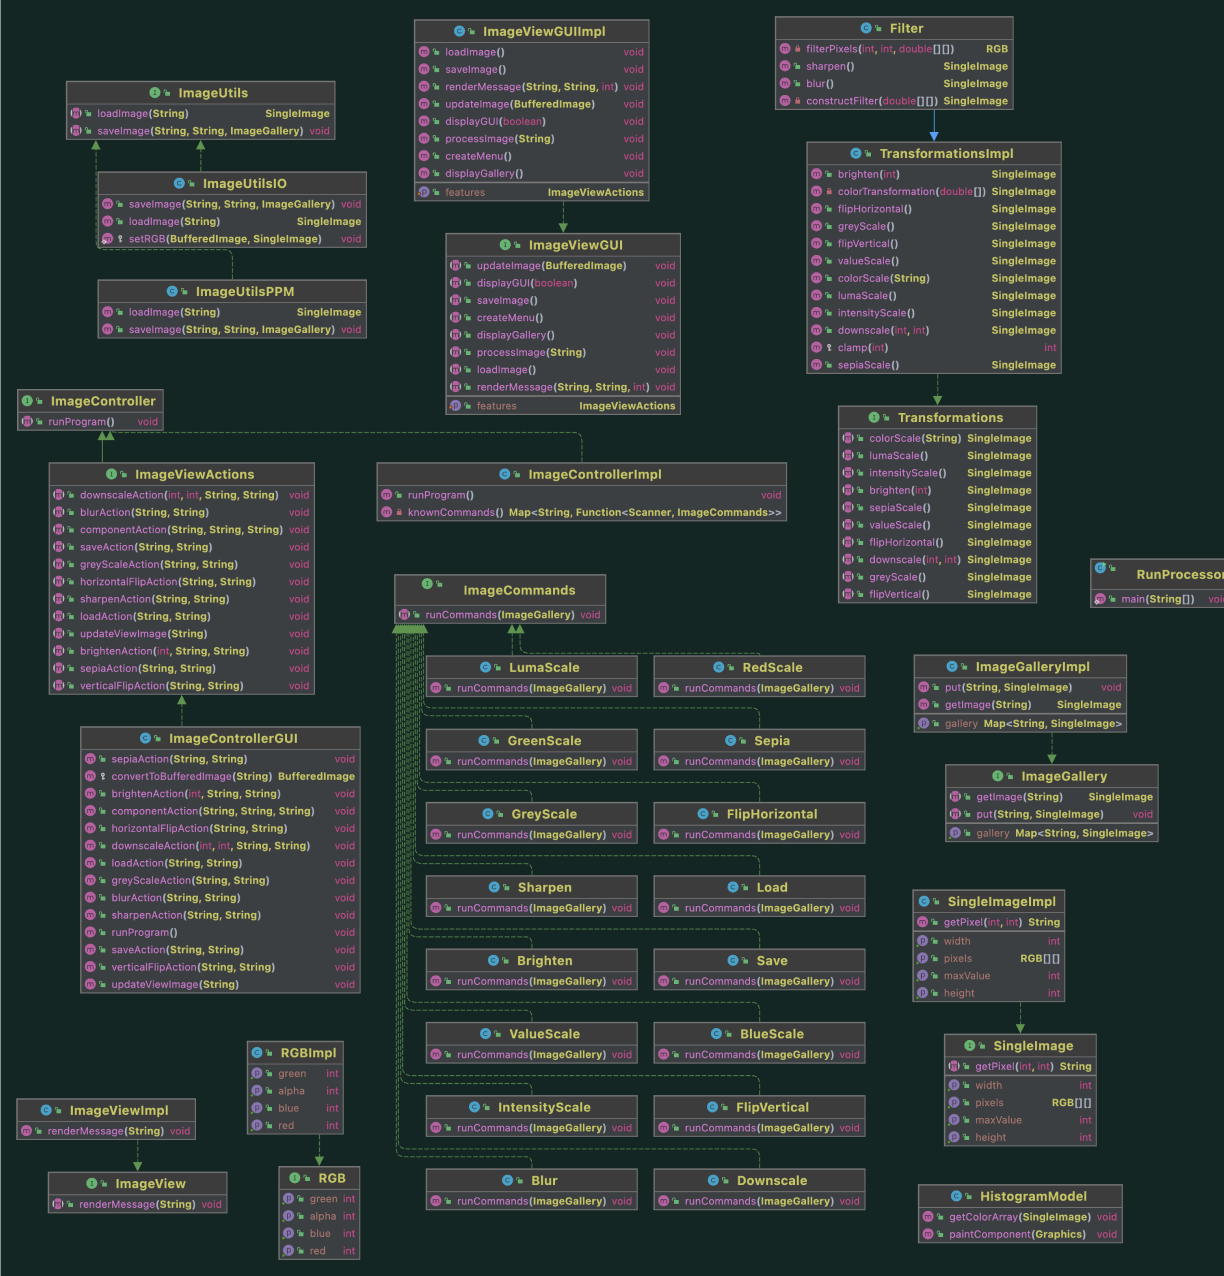 ImageUtils
loadImage(String) SingleImage
saveImage(String, String, ImageGallery) void
ImageUtilsIO
saveImage(String, String, ImageGallery) void
loadImage(String) SingleImage
setRGB(BufferedImage, SingleImage) void
ImageUtilsPPM
loadImage(String) SingleImage
saveImage(String, String, ImageGallery) void
ImageViewGUIImpl
loadImage() void
saveImage() void
renderMessage(String, String, int) void
updateImage(BufferedImage) void
displayGUI(boolean) void
processImage(String) void
createMenu() void
displayGallery() void
features ImageViewActions
ImageViewGUI
updateImage(BufferedImage) void
displayGUI(boolean) void
saveImage() void
createMenu() void
displayGallery() void
processImage(String) void
loadImage() void
renderMessage(String, String, int) void
features ImageViewActions
Filter
filterPixels(int, int, double[][]) RGB
sharpen() SingleImage
blur() SingleImage
constructFilter(double[][]) SingleImage
TransformationsImpl
brighten(int) SingleImage
colorTransformation(double[]) SingleImage
flipHorizontal() SingleImage
greyScale() SingleImage
flipVertical() SingleImage
valueScale() SingleImage
colorScale(String) SingleImage
lumaScale() SingleImage
intensityScale() SingleImage
downscale(int, int) SingleImage
clamp(int) int
sepiaScale() SingleImage
Transformations
colorScale(String) SingleImage
lumaScale() SingleImage
intensityScale() SingleImage
brighten(int) SingleImage
sepiaScale() SingleImage
valueScale() SingleImage
flipHorizontal() SingleImage
downscale(int, int) SingleImage
greyScale() SingleImage
flipVertical() SingleImage
ImageController
runProgram() void
ImageViewActions
downscaleAction(int, int, String, String) void
blurAction(String, String) void
componentAction(String, String, String) void
saveAction(String, String) void
greyScaleAction(String, String) void
horizontalFlipAction(String, String) void
sharpenAction(String, String) void
loadAction(String, String) void
updateViewImage(String) void
brightenAction(int, String, String) void
sepiaAction(String, String) void
verticalFlipAction(String, String) void
ImageControllerImpl
runProgram() void
knownCommands() Map<String, Function<Scanner, ImageCommands>>
ImageControllerGUI
sepiaAction(String, String) void
convertToBufferedImage(String) BufferedImage
brightenAction(int, String, String) void
componentAction(String, String, String) void
horizontalFlipAction(String, String) void
downscaleAction(int, int, String, String) void
loadAction(String, String) void
greyScaleAction(String, String) void
blurAction(String, String) void
sharpenAction(String, String) void
runProgram() void
saveAction(String, String) void
verticalFlipAction(String, String) void
updateViewImage(String) void
ImageCommands
runCommands(ImageGallery) void
LumaScale
runCommands(ImageGallery) void
RedScale
runCommands(ImageGallery) void
GreenScale
runCommands(ImageGallery) void
Sepia
runCommands(ImageGallery) void
GreyScale
runCommands(ImageGallery) void
FlipHorizontal
runCommands(ImageGallery) void
Sharpen
runCommands(ImageGallery) void
Load
runCommands(ImageGallery) void
Brighten
runCommands(ImageGallery) void
Save
runCommands(ImageGallery) void
ValueScale
runCommands(ImageGallery) void
BlueScale
runCommands(ImageGallery) void
IntensityScale
runCommands(ImageGallery) void
FlipVertical
runCommands(ImageGallery) void
Blur
runCommands(ImageGallery) void
Downscale
runCommands(ImageGallery) void
RunProcessor
main(String[])
ImageGalleryImpl
put(String, SingleImage) void
getImage(String) SingleImage
gallery Map<String, SingleImage>
ImageGallery
getImage(String) SingleImage
put(String, SingleImage) void
gallery Map<String, SingleImage>
SingleImageImpl
getPixel(int, int) String
width int
pixels RGB[][]
maxValue int
height int
SingleImage
getPixel(int, int) String
width int
pixels RGB[][]
maxValue int
height int
HistogramModel
getColorArray(SingleImage) void
paintComponent(Graphics) void
RGBImpl
green int
alpha int
blue int
red int
RGB
green int
alpha int
blue int
red int
ImageViewImpl
renderMessage(String) void
ImageView
renderMessage(String) void